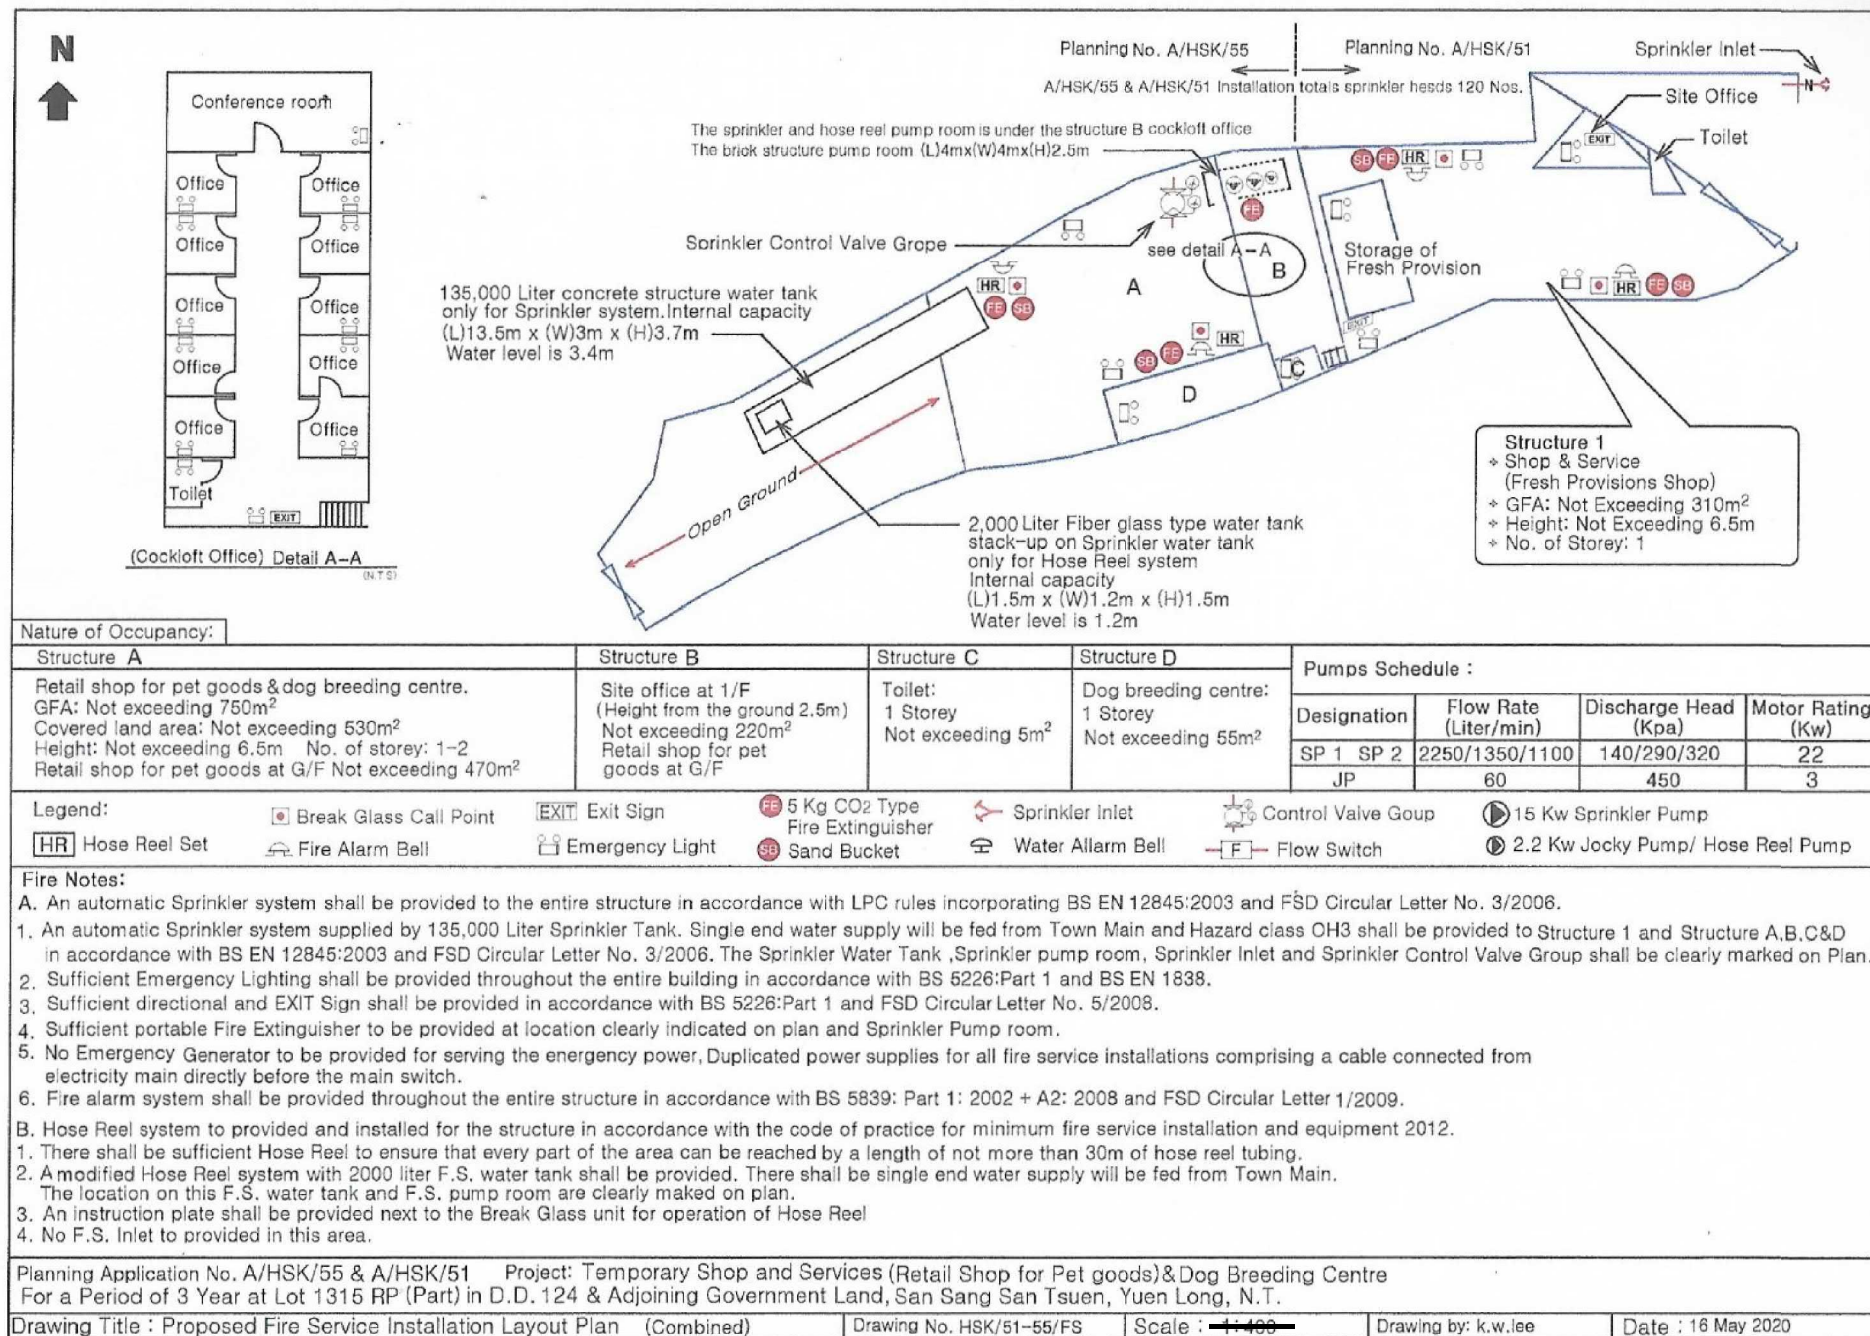 N
Planning No. A/HSK/55
Planning No. A/HSK/51
Sprinkler Inlet
A/HSK/55 & A/HSK/51 Installation totals sprinkler hesds 120 Nos.
N
Site Office
Toilet
EXIT
The sprinkler and hose reel pump room is under the structure B cockloft office
The brick structure pump room (L)4mx(W)4mx(H)2.5m
SB FE HR
FE
Sprinkler Control Valve Grope
see detail A-A
A
B
Storage of
Fresh Provision
HR
FE SB
HR FE SB
135,000 Liter concrete structure water tank
only for Sprinkler system.Internal capacity
(L)13.5m x (W)3m x (H)3.7m
Water level is 3.4m
EXIT
SB FE HR
C
D
Open Ground
2,000 Liter Fiber glass type water tank
stack-up on Sprinkler water tank
only for Hose Reel system
Internal capacity
(L)1.5m x (W)1.2m x (H)1.5m
Water level is 1.2m
Structure 1
Shop & Service
(Fresh Provisions Shop)
GFA: Not Exceeding 310m²
Height: Not Exceeding 6.5m
No. of Storey: 1
Conference room
Office Office
Office Office
Office Office
Office Office
Office Office
Toilet
EXIT
(Cockloft Office) Detail A-A
(N.T.S)
Nature of Occupancy:
Structure A
Retail shop for pet goods & dog breeding centre.
GFA: Not exceeding 750m²
Covered land area: Not exceeding 530m²
Height: Not exceeding 6.5m No. of storey: 1-2
Retail shop for pet goods at G/F Not exceeding 470m²
Structure B
Site office at 1/F
(Height from the ground 2.5m)
Not exceeding 220m²
Retail shop for pet
goods at G/F
Structure C
Toilet:
1 Storey
Not exceeding 5m²
Structure D
Dog breeding centre:
1 Storey
Not exceeding 55m²
Pumps Schedule :
Designation Flow Rate (Liter/min) Discharge Head (Kpa) Motor Rating (Kw)
SP 1 SP 2 2250/1350/1100 140/290/320 22
JP 60 450 3
Legend:
HR Hose Reel Set
Break Glass Call Point
Fire Alarm Bell
EXIT Exit Sign
Emergency Light
FE 5 Kg CO2 Type
Fire Extinguisher
SB Sand Bucket
Sprinkler Inlet
Water Allarm Bell
Control Valve Goup
F Flow Switch
15 Kw Sprinkler Pump
2.2 Kw Jocky Pump/ Hose Reel Pump
Fire Notes:
A. An automatic Sprinkler system shall be provided to the entire structure in accordance with LPC rules incorporating BS EN 12845:2003 and FSD Circular Letter No. 3/2006.
1. An automatic Sprinkler system supplied by 135,000 Liter Sprinkler Tank. Single end water supply will be fed from Town Main and Hazard class OH3 shall be provided to Structure 1 and Structure A,B,C&D
in accordance with BS EN 12845:2003 and FSD Circular Letter No. 3/2006. The Sprinkler Water Tank ,Sprinkler pump room, Sprinkler Inlet and Sprinkler Control Valve Group shall be clearly marked on Plan.
2. Sufficient Emergency Lighting shall be provided throughout the entire building in accordance with BS 5226:Part 1 and BS EN 1838.
3. Sufficient directional and EXIT Sign shall be provided in accordance with BS 5226:Part 1 and FSD Circular Letter No. 5/2008.
4. Sufficient portable Fire Extinguisher to be provided at location clearly indicated on plan and Sprinkler Pump room.
5. No Emergency Generator to be provided for serving the energency power, Duplicated power supplies for all fire service installations comprising a cable connected from
electricity main directly before the main switch.
6. Fire alarm system shall be provided throughout the entire structure in accordance with BS 5839: Part 1: 2002 + A2: 2008 and FSD Circular Letter 1/2009.
B. Hose Reel system to provided and installed for the structure in accordance with the code of practice for minimum fire service installation and equipment 2012.
1. There shall be sufficient Hose Reel to ensure that every part of the area can be reached by a length of not more than 30m of hose reel tubing.
2. A modified Hose Reel system with 2000 liter F.S. water tank shall be provided. There shall be single end water supply will be fed from Town Main.
The location on this F.S. water tank and F.S. pump room are clearly maked on plan.
3. An instruction plate shall be provided next to the Break Glass unit for operation of Hose Reel
4. No F.S. Inlet to provided in this area.
Planning Application No. A/HSK/55 & A/HSK/51 Project: Temporary Shop and Services (Retail Shop for Pet goods)& Dog Breeding Centre
For a Period of 3 Year at Lot 1315 RP (Part) in D.D. 124 & Adjoining Government Land, San Sang San Tsuen, Yuen Long, N.T.
Drawing Title : Proposed Fire Service Installation Layout Plan (Combined)
Drawing No. HSK/51-55/FS
Scale :
Drawing by: k.w.lee
Date : 16 May 2020